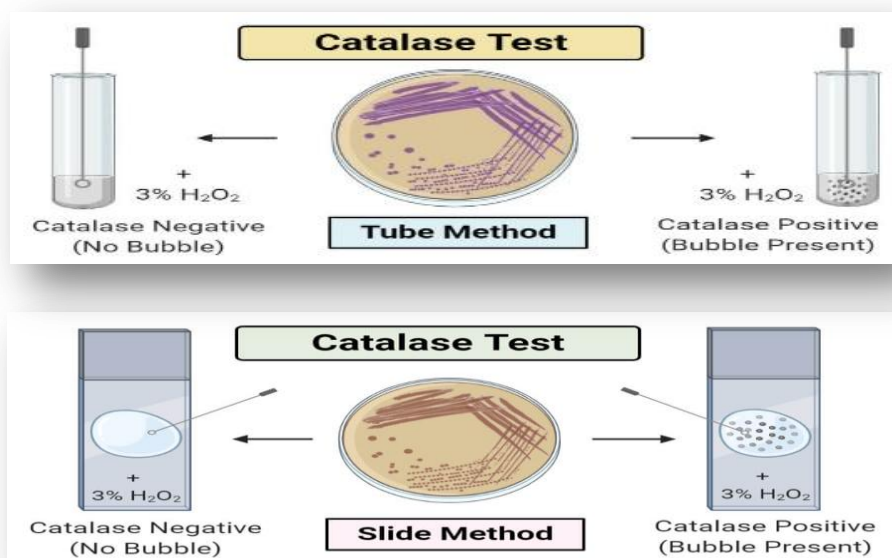 Catalase Test
+
3% H₂O₂
Catalase Negative
(No Bubble)
Tube Method
+
3% H₂O₂
Catalase Positive
(Bubble Present)
Catalase Test
+
3% H₂O₂
Catalase Negative
(No Bubble)
Slide Method
+
3% H₂O₂
Catalase Positive
(Bubble Present)